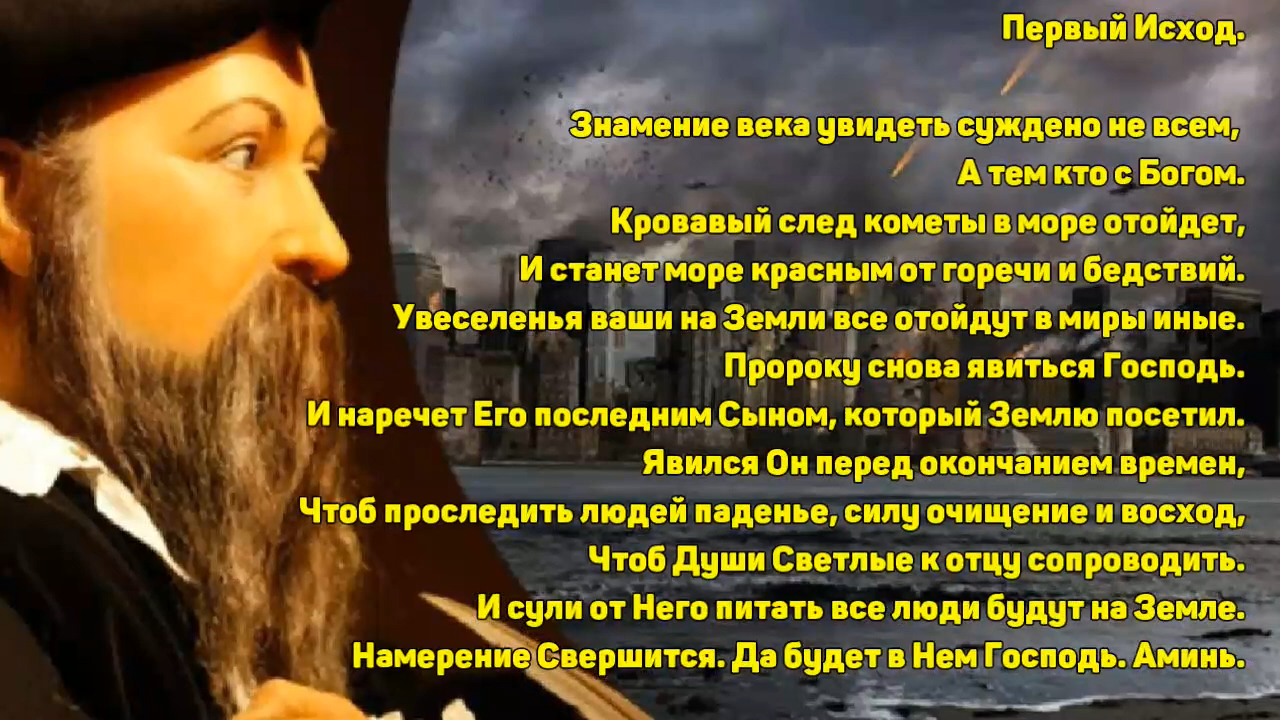 Первый Исход.
Знамение века увидеть суждено не всем,
А тем кто с Богом.
Кровавый след кометы в море отойдет,
И станет море красным от горечи и бедствий.
Увеселенья ваши на Земли все отойдут в миры иные.
Пророку снова явиться Господь.
И наречет Его последним Сыном, который Землю посетил.
Явился Он перед окончанием времен,
Чтоб проследить людей паденье, силу очищение и восход,
Чтоб Души Светлые к отцу сопроводить.
И сули от Него питать все люди будут на Земле.
Намерение Свершится. Да будет в Нем Господь. Аминь.